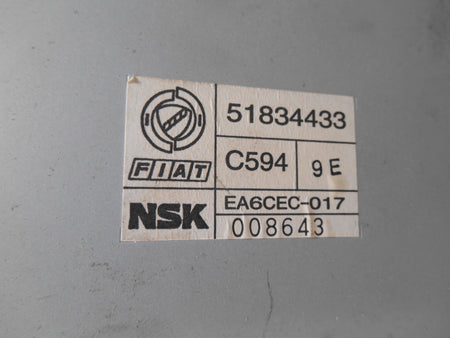 51834433
FIAT C594 9E
NSK EA6CEC-017
008643